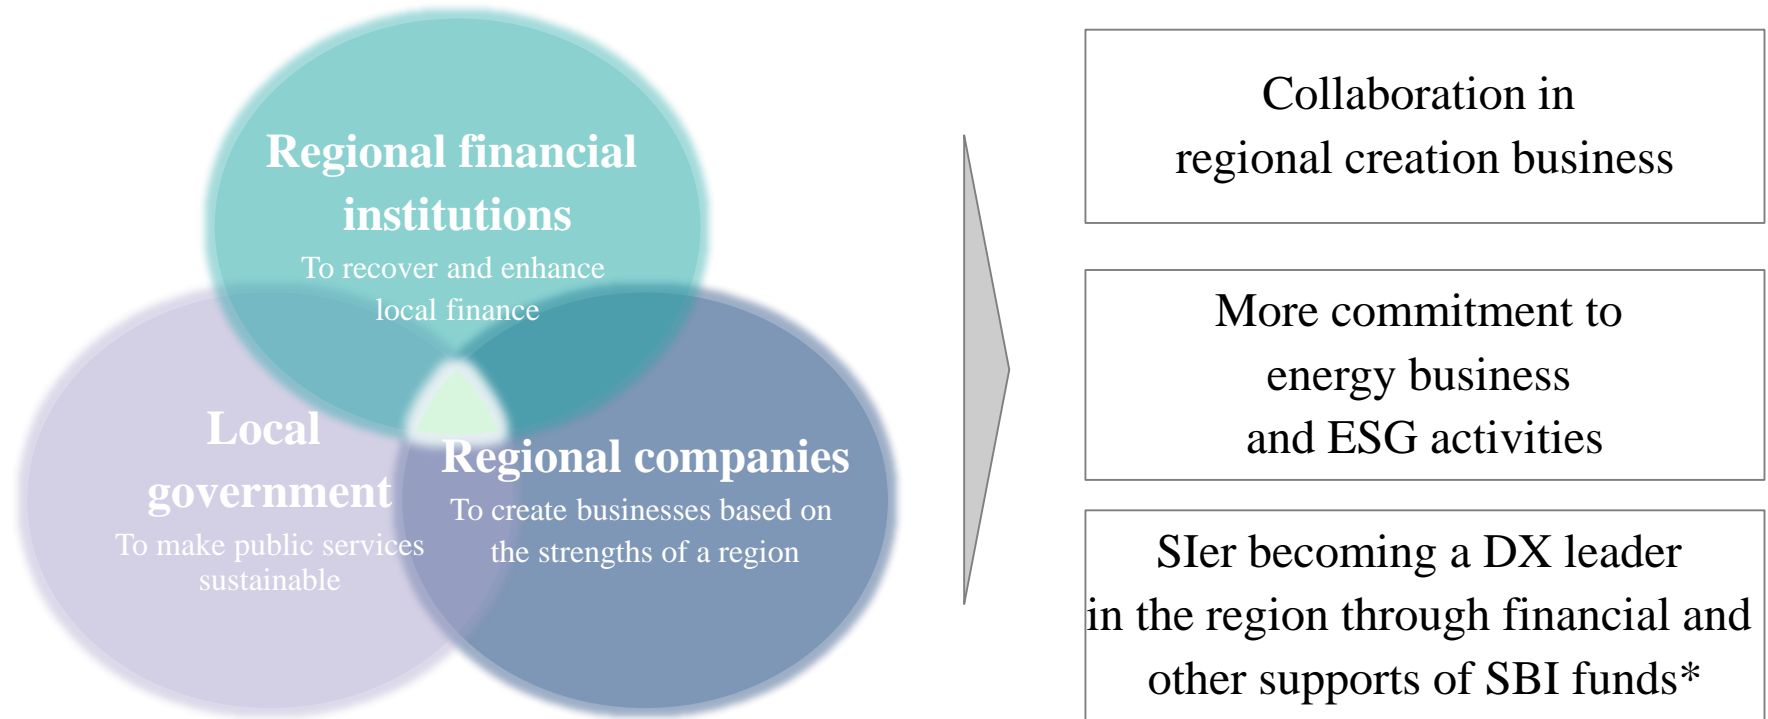 Regional financial
institutions
To recover and enhance
local finance
Local
government
To make public services
sustainable
Regional companies
To create businesses based on
the strengths of a region
Collaboration in
regional creation business
More commitment to
energy business
and ESG activities
SIer becoming a DX leader
in the region through financial and
other supports of SBI funds*